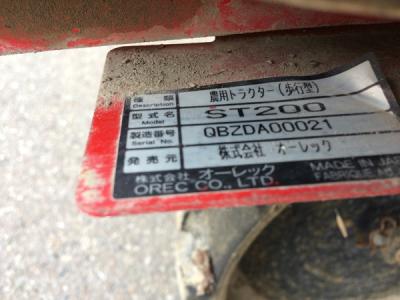 種類 Description 農用トラクター(歩行型)
型式名 Model ST200
製造番号 Serial No. QBZDA00021
発売元 株式会社 オーレック
株式会社 オーレック MADE IN
OREC CO., LTD. FABRIQUE